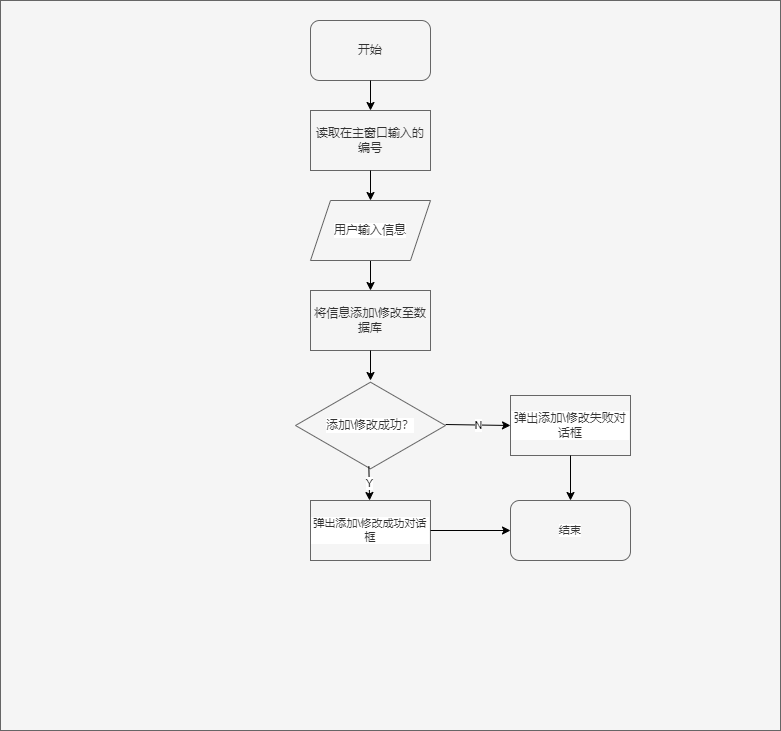 开始
读取在主窗口输入的
编号
用户输入信息
将信息添加\修改至数
据库
添加\修改成功?
N
弹出添加\修改失败对
话框
Y
弹出添加\修改成功对话
框
结束